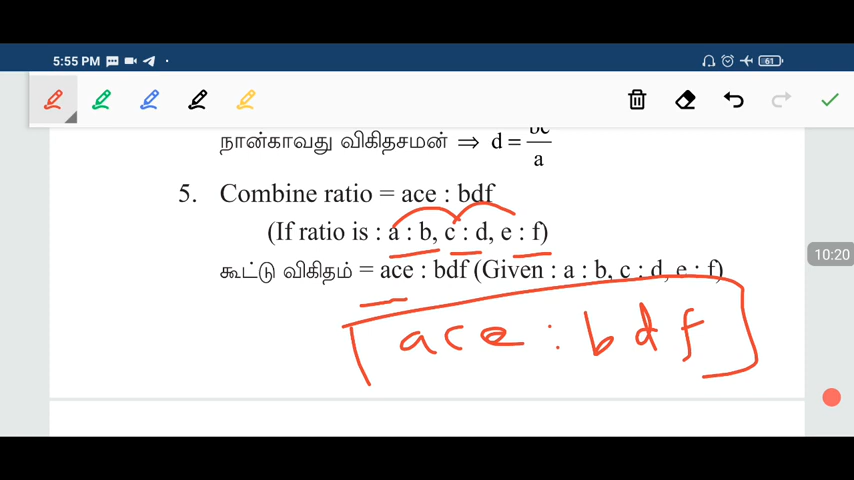 5:55 PM
61
நான்காவது விகிதசமன் ⇒ d = bc
a
5. Combine ratio = ace : bdf
(If ratio is : a : b, c : d, e : f)
கூட்டு விகிதம் = ace : bdf (Given : a : b, c : d, e : f)
10:20
ace : bdf